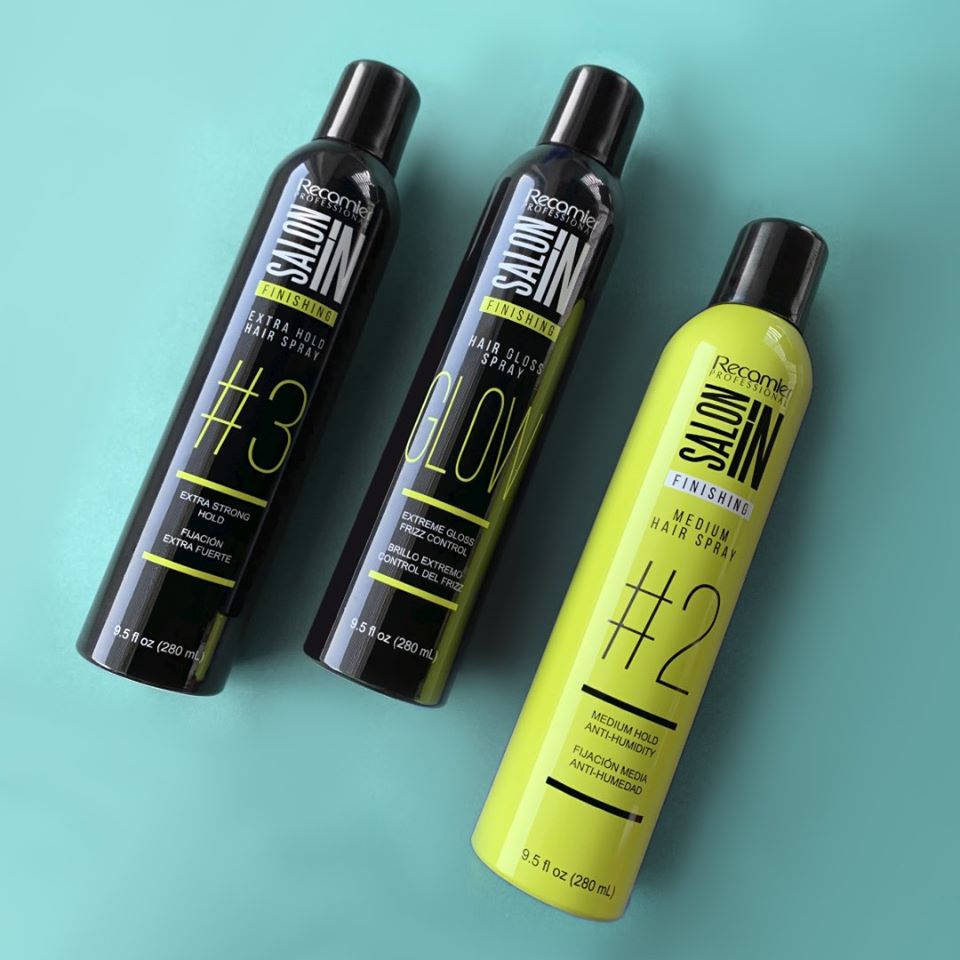 Recamier
PROFESSIONAL
SALON
IN
FINISHING
EXTRA HOLD
HAIR SPRAY
#3
EXTRA STRONG
HOLD
FIJACIÓN
EXTRA FUERTE
9.5 fl oz (280 mL)
Recamier
PROFESSIONAL
SALON
IN
FINISHING
HAIR GLOSS
SPRAY
GLOW
EXTREME GLOSS
FRIZZ CONTROL
BRILLO EXTREMO
CONTROL DEL FRIZZ
9.5 fl oz (280 mL)
Recamier
PROFESSIONAL
SALON
IN
FINISHING
MEDIUM
HAIR SPRAY
#2
MEDIUM HOLD
ANTI-HUMIDITY
FIJACIÓN MEDIA
ANTI-HUMEDAD
9.5 fl oz (280 mL)